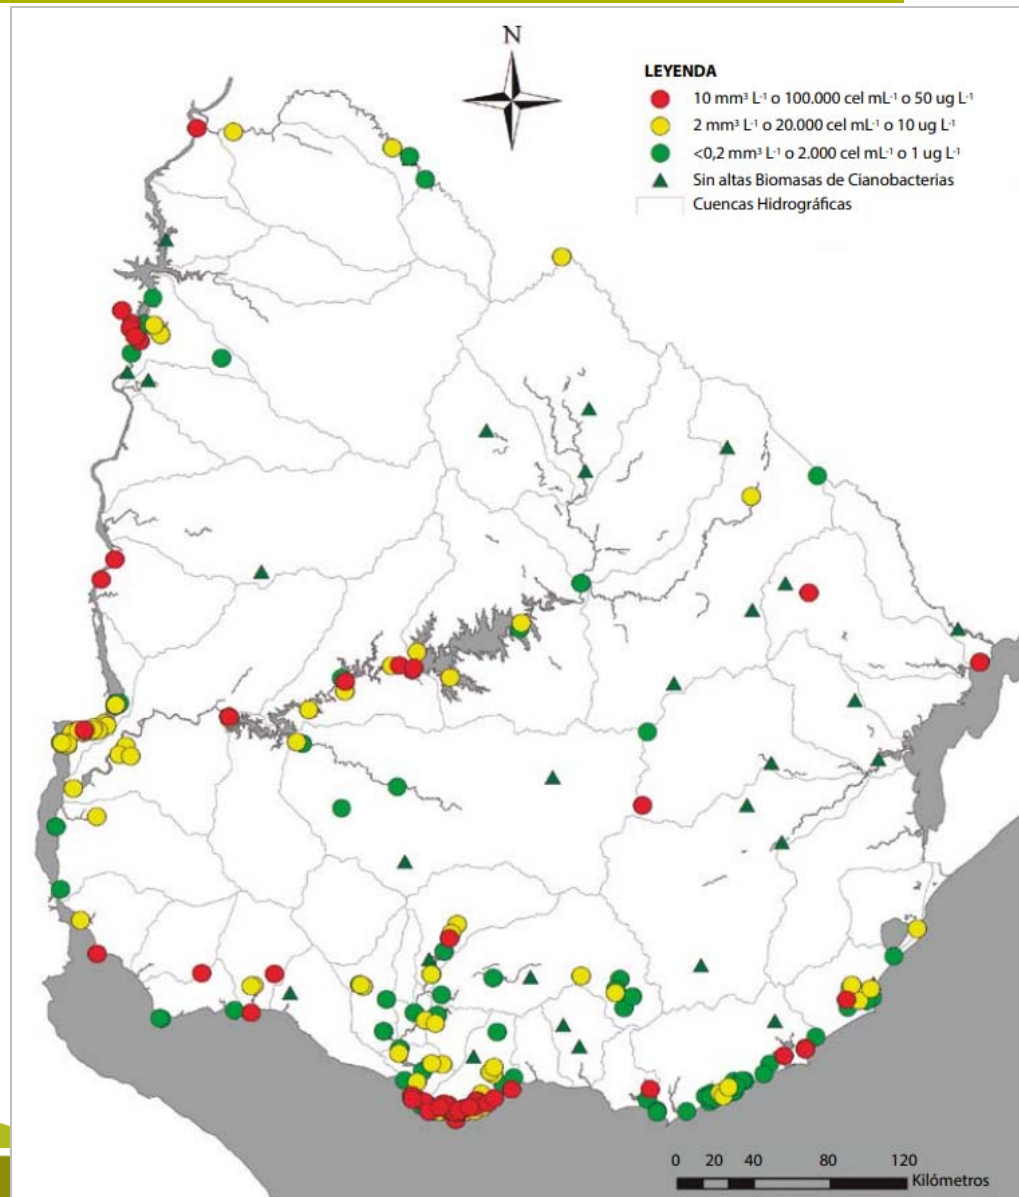 N
LEYENDA
10 mm³ L⁻¹ o 100.000 cel mL⁻¹ o 50 ug L⁻¹
2 mm³ L⁻¹ o 20.000 cel mL⁻¹ o 10 ug L⁻¹
<0,2 mm³ L⁻¹ o 2.000 cel mL⁻¹ o 1 ug L⁻¹
Sin altas Biomasas de Cianobacterias
Cuencas Hidrográficas
0 20 40 80 120
Kilómetros